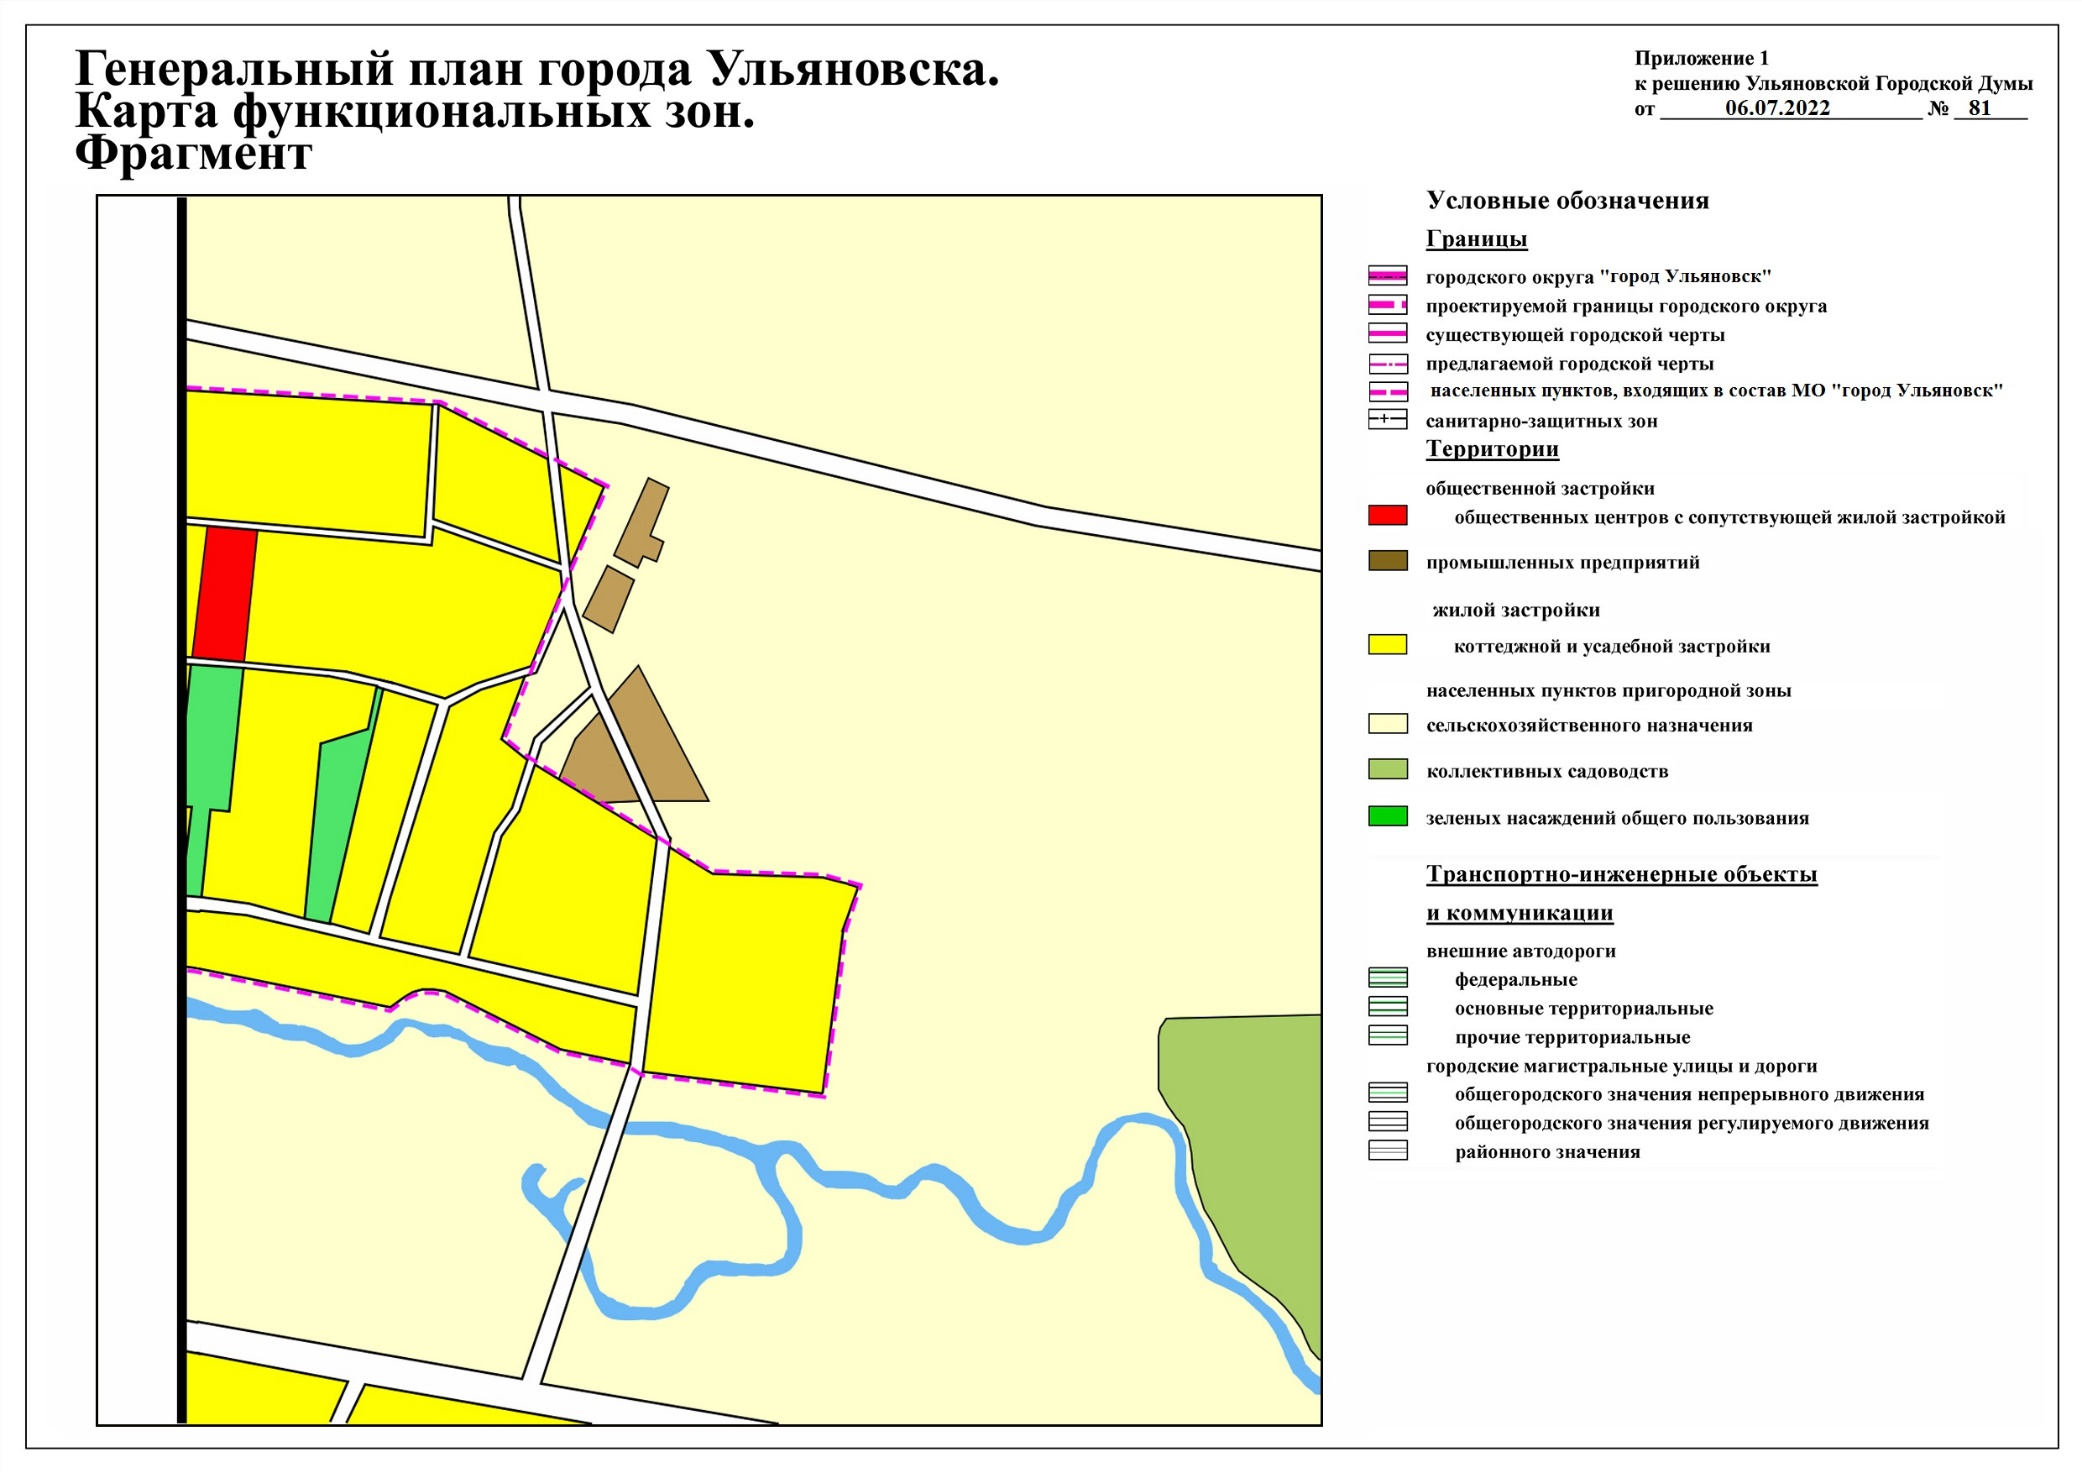 Генеральный план города Ульяновска.
Карта функциональных зон.
Фрагмент
Приложение 1
к решению Ульяновской Городской Думы
от 06.07.2022 № 81
Условные обозначения
Границы
городского округа "город Ульяновск"
проектируемой границы городского округа
существующей городской черты
предлагаемой городской черты
населенных пунктов, входящих в состав МО "город Ульяновск"
санитарно-защитных зон
Территории
общественной застройки
общественных центров с сопутствующей жилой застройкой
промышленных предприятий
жилой застройки
коттеджной и усадебной застройки
населенных пунктов пригородной зоны
сельскохозяйственного назначения
коллективных садоводств
зеленых насаждений общего пользования
Транспортно-инженерные объекты
и коммуникации
внешние автодороги
федеральные
основные территориальные
прочие территориальные
городские магистральные улицы и дороги
общегородского значения непрерывного движения
общегородского значения регулируемого движения
районного значения